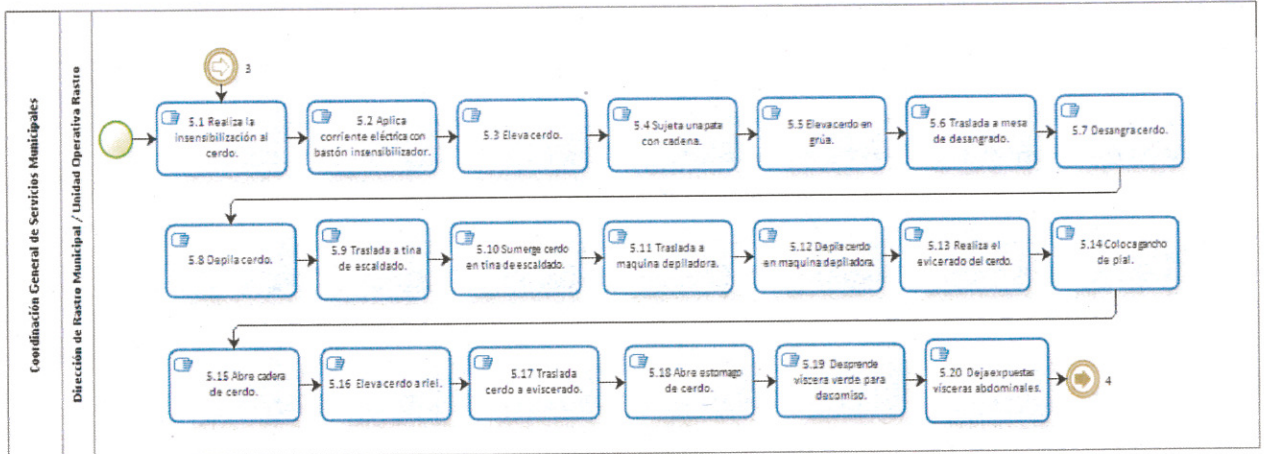 Coordinación General de Servicios Municipales
Dirección de Rastro Municipal / Unidad Operativa Rastro
3
5.1 Realiza la
insensibilización al
cerdo.
5.2 Aplica
corriente eléctrica con
bastón insensibilizador.
5.3 Eleva cerdo.
5.4 Sujeta una pata
con cadena.
5.5 Eleva cerdo en
grúa.
5.6 Traslada a mesa
de desangrado.
5.7 Desangra cerdo.
5.8 Depila cerdo.
5.9 Traslada a tina
de escaldado.
5.10 Sumerge cerdo
en tina de escaldado.
5.11 Traslada a
maquina depiladora.
5.12 Depila cerdo
en maquina depiladora.
5.13 Realiza el
evicerado del cerdo.
5.14 Coloca gancho
de pial.
5.15 Abre cadera
de cerdo.
5.16 Eleva cerdo a riel.
5.17 Traslada
cerdo a eviscerado.
5.18 Abre estomago
de cerdo.
5.19 Desprende
víscera verde para
decomiso.
5.20 Deja expuestas
vísceras abdominales.
4